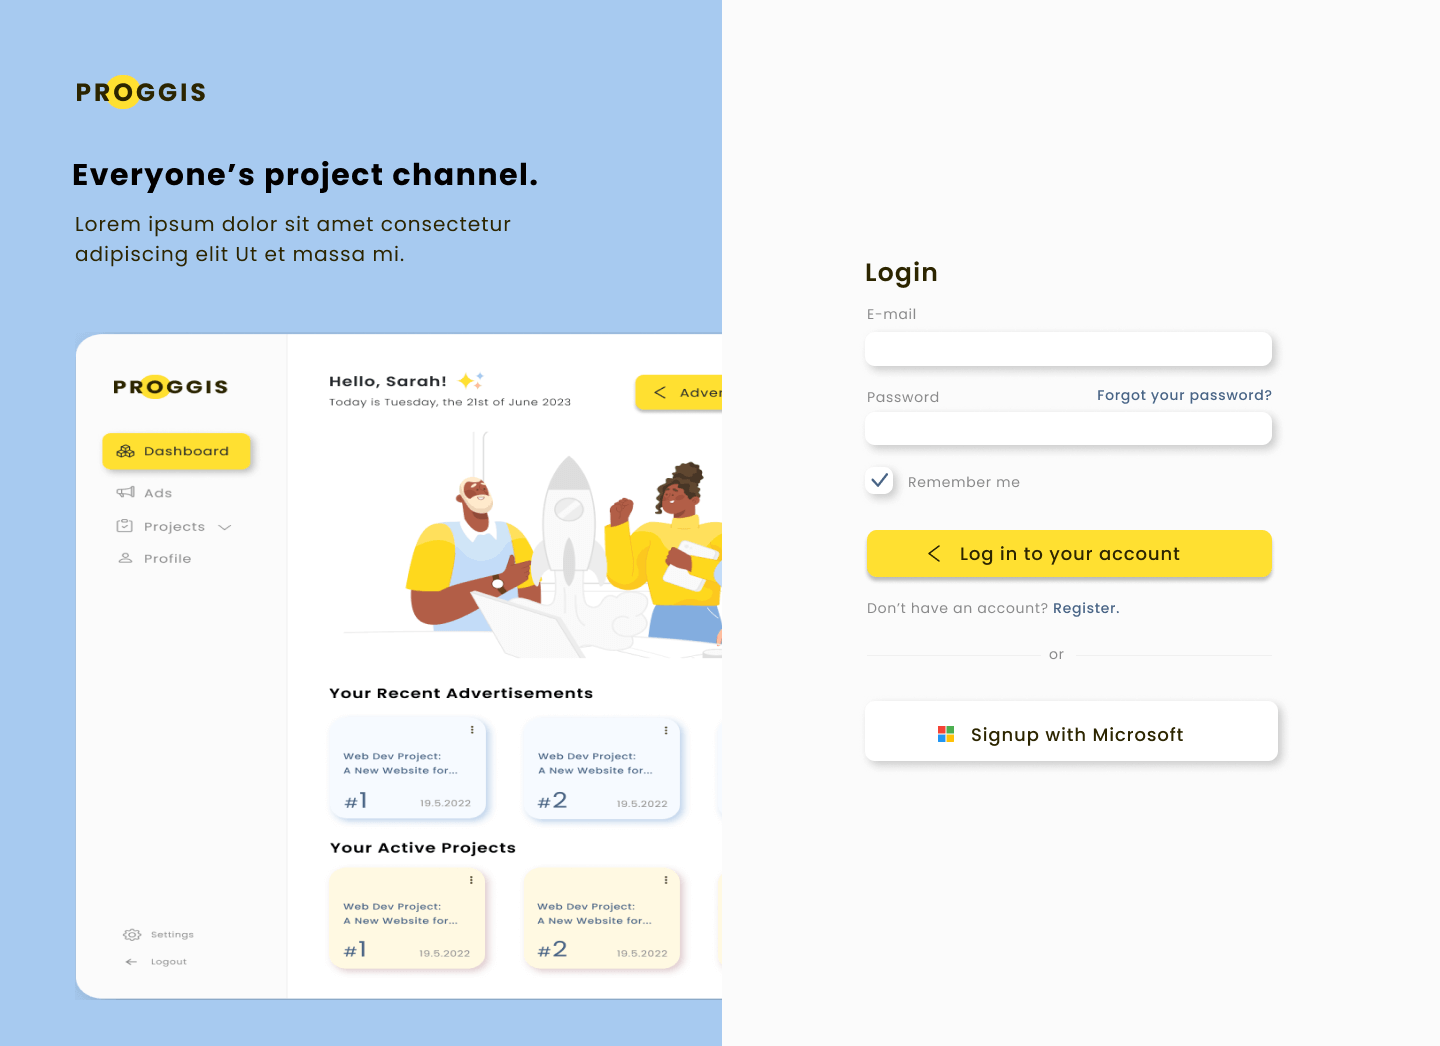 PROGGIS
Everyone’s project channel.
Lorem ipsum dolor sit amet consectetur
adipiscing elit Ut et massa mi.
PROGGIS
Dashboard
Ads
Projects
Profile
Settings
Logout
Hello, Sarah!
Today is Tuesday, the 21st of June 2023
Adver
Your Recent Advertisements
Web Dev Project:
A New Website for...
#1
19.5.2022
Web Dev Project:
A New Website for...
#2
19.5.2022
Your Active Projects
Web Dev Project:
A New Website for...
#1
19.5.2022
Web Dev Project:
A New Website for...
#2
19.5.2022
Login
E-mail
Password
Forgot your password?
Remember me
Log in to your account
Don’t have an account? Register.
or
Signup with Microsoft